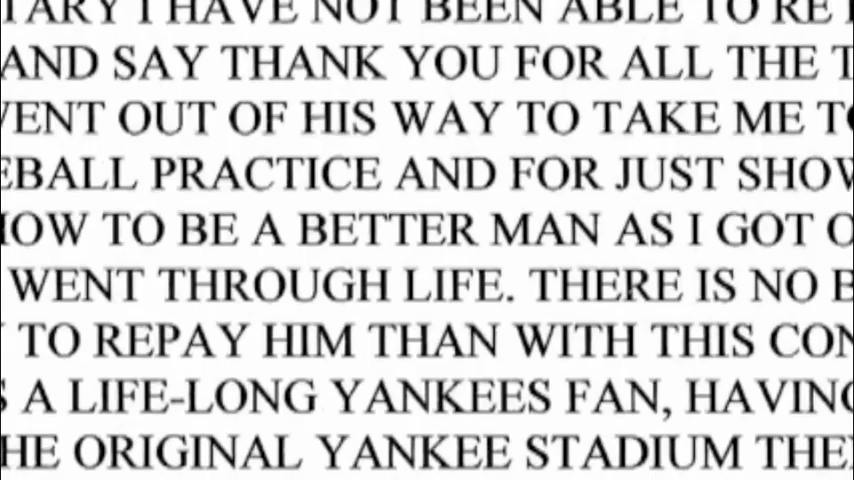 TARY I HAVE NOT BEEN ABLE TO RE
AND SAY THANK YOU FOR ALL THE T
VENT OUT OF HIS WAY TO TAKE ME TO
EBALL PRACTICE AND FOR JUST SHOW
HOW TO BE A BETTER MAN AS I GOT O
WENT THROUGH LIFE. THERE IS NO B
TO REPAY HIM THAN WITH THIS CON
S A LIFE-LONG YANKEES FAN, HAVING
HE ORIGINAL YANKEE STADIUM THE